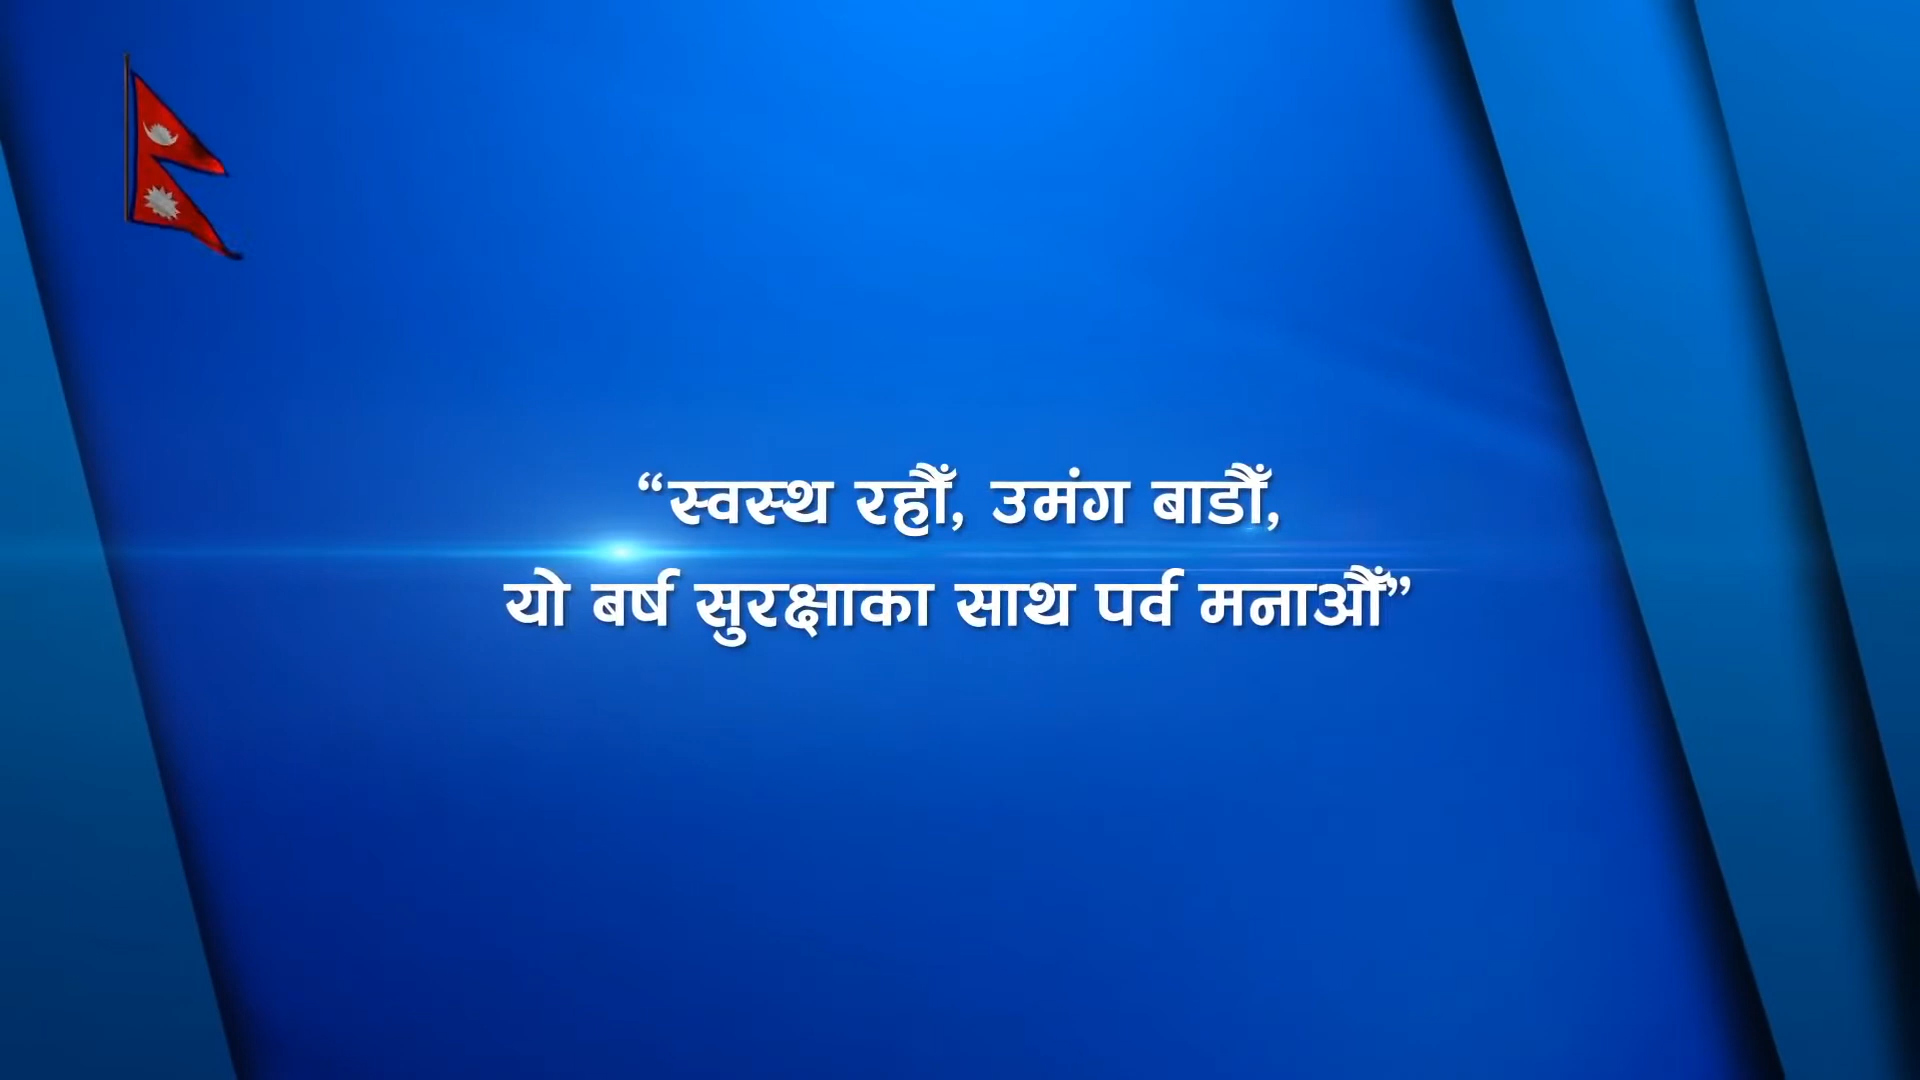 “स्वस्थ रहौँ, उमंग बाडौँ,
यो बर्ष सुरक्षाका साथ पर्व मनाऔँ”